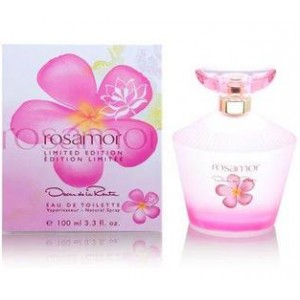 rosamor
rosamor
LIMITED EDITION
ÉDITION LIMITÉE
Oscar de la Renta
EAU DE TOILETTE
Vaporisateur - Natural Spray
℮ 100 ml 3.3 fl. oz.
rosamor